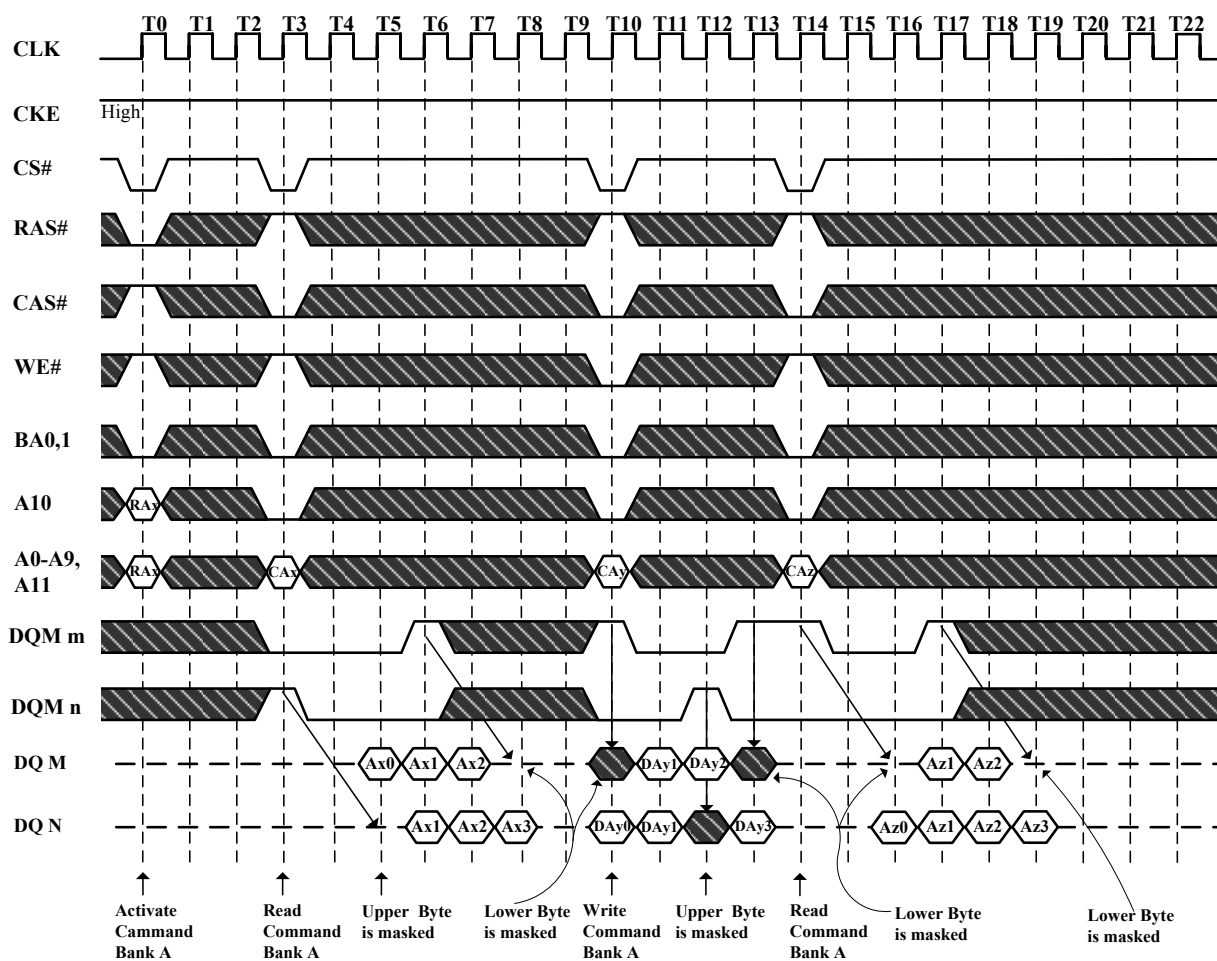 T0 T1 T2 T3 T4 T5 T6 T7 T8 T9 T10 T11 T12 T13 T14 T15 T16 T17 T18 T19 T20 T21 T22
CLK
CKE High
CS#
RAS#
CAS#
WE#
BA0,1
A10 RAx
A0-A9,
A11
RAx CAx CAy CAz
DQM m
DQM n
DQ M Ax0 Ax1 Ax2 DAy1 DAy2 Az1 Az2
DQ N Ax1 Ax2 Ax3 DAy0 DAy1 DAy3 Az0 Az1 Az2 Az3
Activate
Cammand
Bank A
Read
Command
Bank A
Upper Byte
is masked
Lower Byte
is masked
Write
Command
Bank A
Upper Byte
is masked
Read
Command
Bank A
Lower Byte
is masked
Lower Byte
is masked